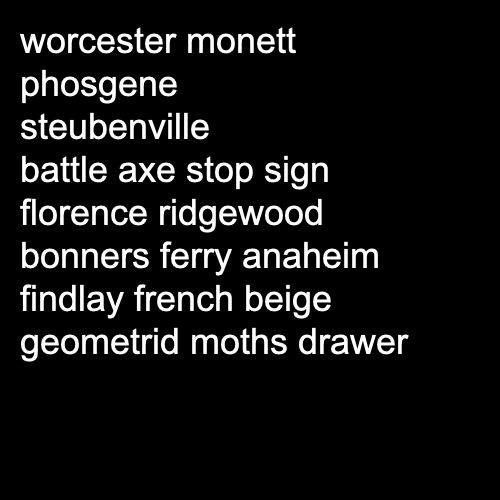 worcester monett
phosgene
steubenville
battle axe stop sign
florence ridgewood
bonners ferry anaheim
findlay french beige
geometrid moths drawer